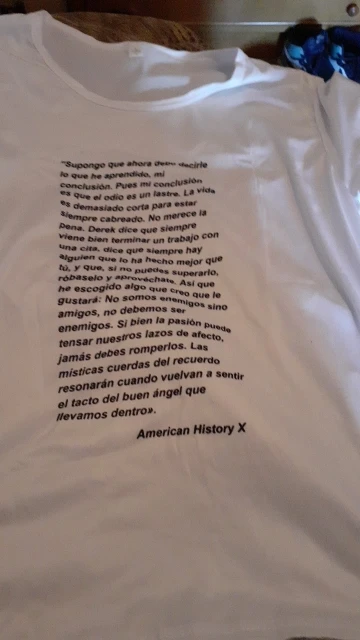 "Supongo que ahora debo decirle
lo que he aprendido, mi
conclusión. Pues mi conclusión
es que el odio es un lastre. La vida
es demasiado corta para estar
siempre cabreado. No merece la
pena. Derek dice que siempre
viene bien terminar un trabajo con
una cita, dice que siempre hay
alguien que lo ha hecho mejor que
tú, y que, si no puedes superarlo,
róbaselo y aprovéchate. Así que
he escogido algo que creo que le
gustará: No somos enemigos sino
amigos, no debemos ser
enemigos. Si bien la pasión puede
tensar nuestros lazos de afecto,
jamás debes romperlos. Las
místicas cuerdas del recuerdo
resonarán cuando vuelvan a sentir
el tacto del buen ángel que
llevamos dentro».
American History X